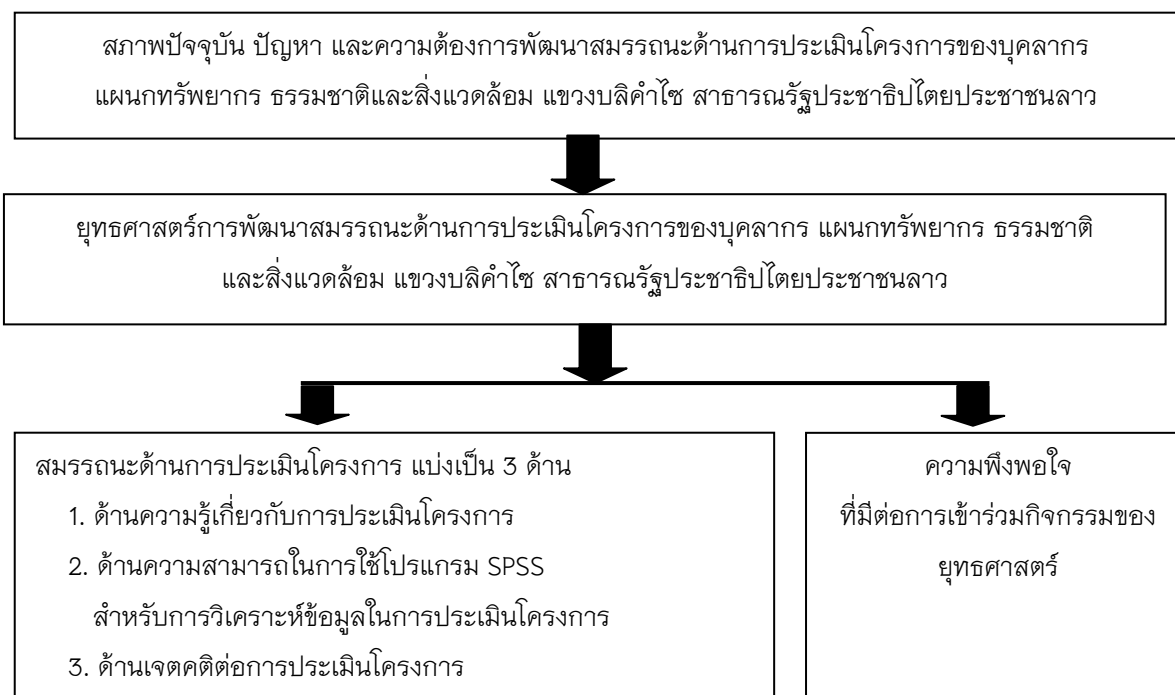 สภาพปัจจุบัน ปัญหา และความต้องการพัฒนาสมรรถนะด้านการประเมินโครงการของบุคลากร
แผนกทรัพยากร ธรรมชาติและสิ่งแวดล้อม แขวงบลิคำไซ สาธารณรัฐประชาธิปไตยประชาชนลาว
ยุทธศาสตร์การพัฒนาสมรรถนะด้านการประเมินโครงการของบุคลากร แผนกทรัพยากร ธรรมชาติ
และสิ่งแวดล้อม แขวงบลิคำไซ สาธารณรัฐประชาธิปไตยประชาชนลาว
สมรรถนะด้านการประเมินโครงการ แบ่งเป็น 3 ด้าน
1. ด้านความรู้เกี่ยวกับการประเมินโครงการ
2. ด้านความสามารถในการใช้โปรแกรม SPSS
สำหรับการวิเคราะห์ข้อมูลในการประเมินโครงการ
3. ด้านเจตคติต่อการประเมินโครงการ
ความพึงพอใจ
ที่มีต่อการเข้าร่วมกิจกรรมของ
ยุทธศาสตร์